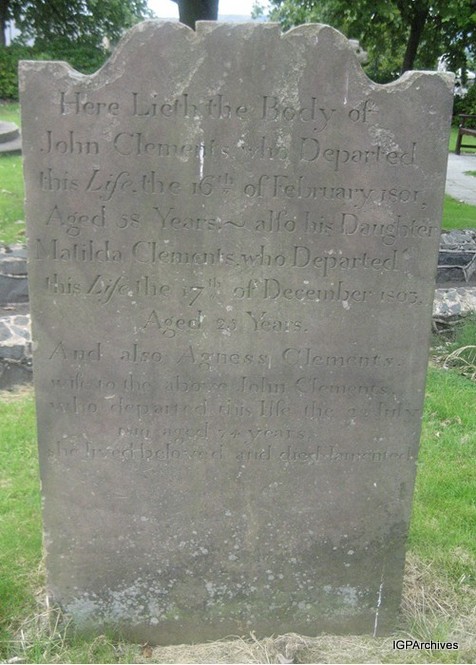 Here Lieth the Body of
John Clements, who Departed
this Life, the 16th of February 1801,
Aged 58 Years, ~ also his Daughter
Matilda Clements, who Departed
this Life the 17th of December 1803,
Aged Years.
And also Agness Clements.
wife to the above John Clements
who departed this life the July
aged years
she lived beloved and died lamented
IGPArchives